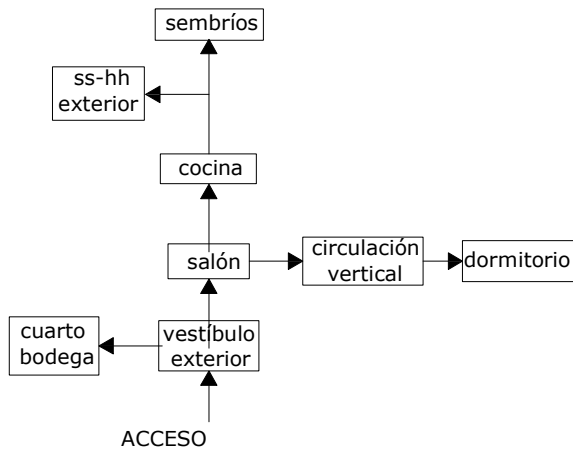 sembríos
ss-hh
exterior
cocina
salón
circulación
vertical
dormitorio
cuarto
bodega
vestíbulo
exterior
ACCESO